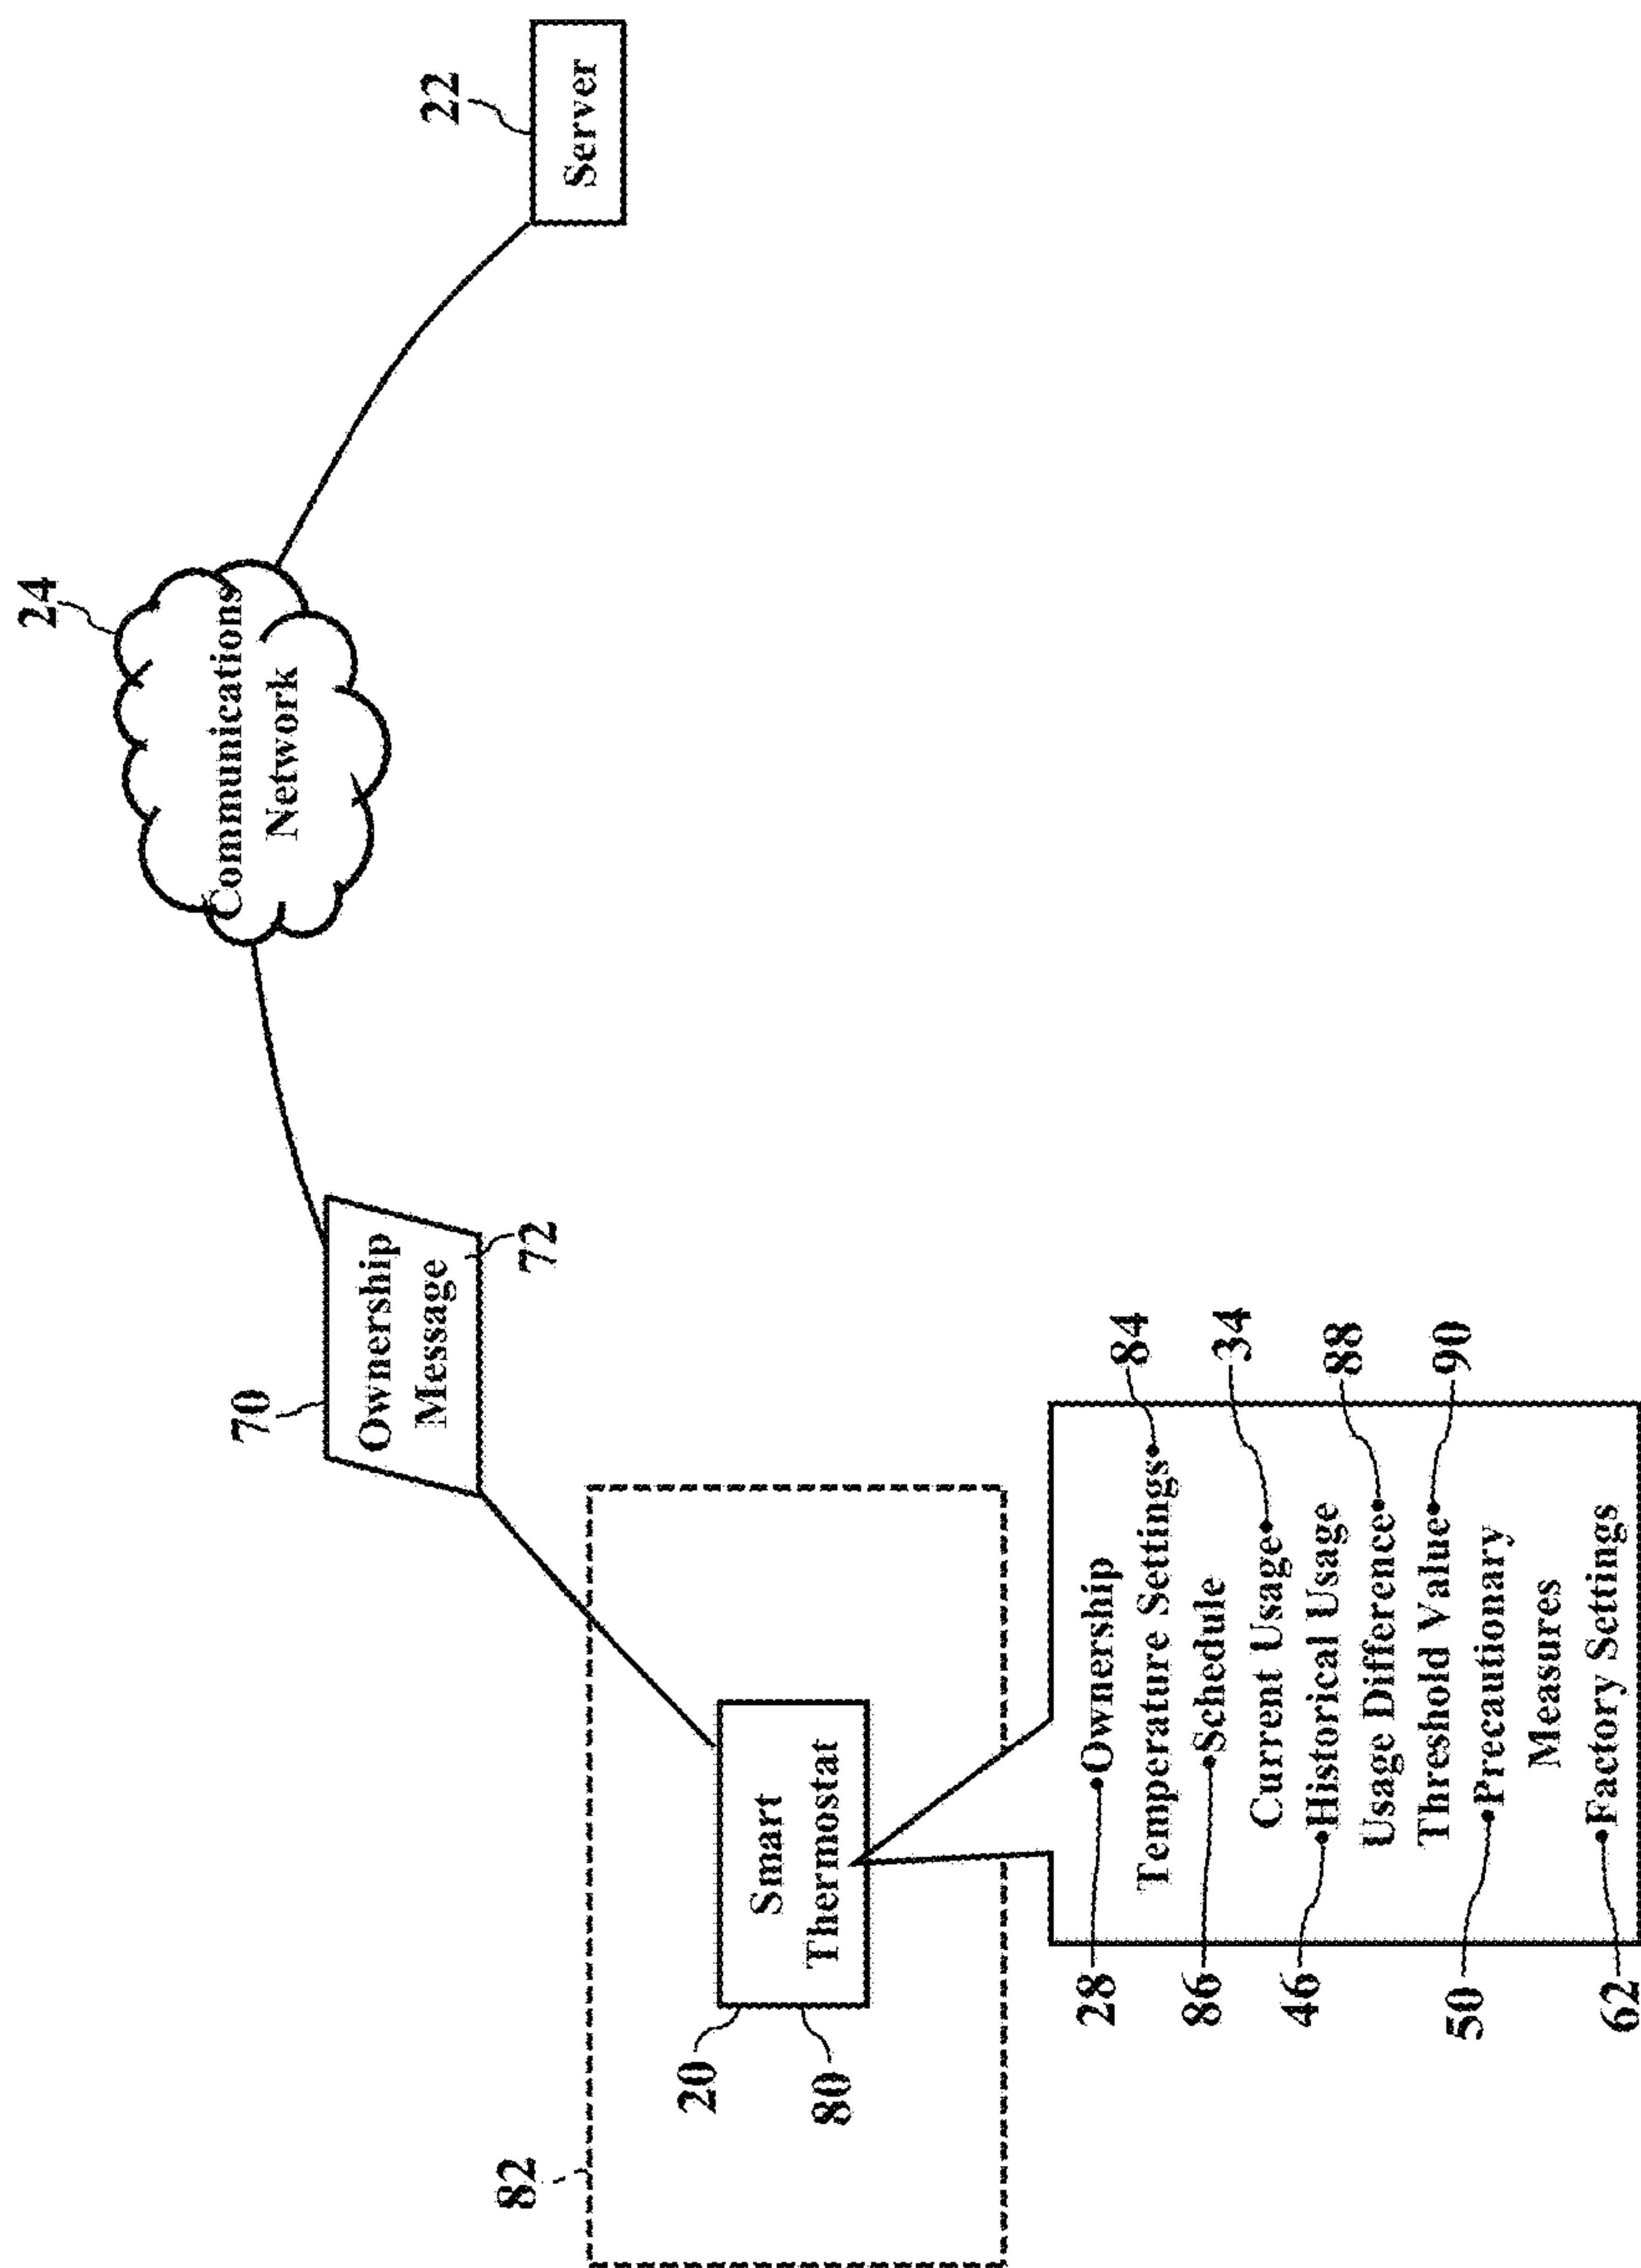 24
Communications
Network
70
Ownership
Message
72
22
Server
82
20
80
Smart
Thermostat
28 Ownership
Temperature Settings 84
86 Schedule
Current Usage 34
46 Historical Usage
Usage Difference 88
Threshold Value 90
50 Precautionary
Measures
62 Factory Settings